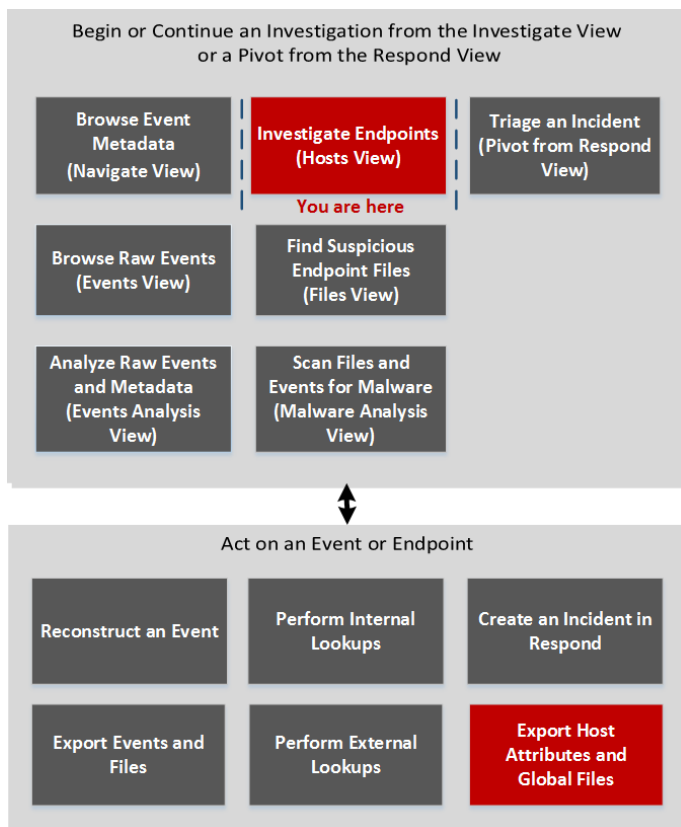 Begin or Continue an Investigation from the Investigate View
or a Pivot from the Respond View
Browse Event
Metadata
(Navigate View)
Investigate Endpoints
(Hosts View)
Triage an Incident
(Pivot from Respond
View)
You are here
Browse Raw Events
(Events View)
Find Suspicious
Endpoint Files
(Files View)
Analyze Raw Events
and Metadata
(Events Analysis
View)
Scan Files and
Events for Malware
(Malware Analysis
View)
Act on an Event or Endpoint
Reconstruct an Event
Perform Internal
Lookups
Create an Incident in
Respond
Export Events and
Files
Perform External
Lookups
Export Host
Attributes and
Global Files